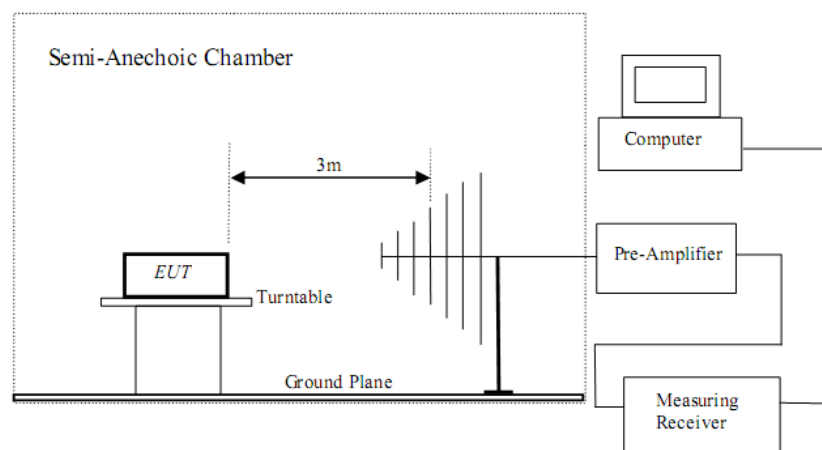 Semi-Anechoic Chamber
Computer
3m
Pre-Amplifier
EUT
Turntable
Ground Plane
Measuring
Receiver